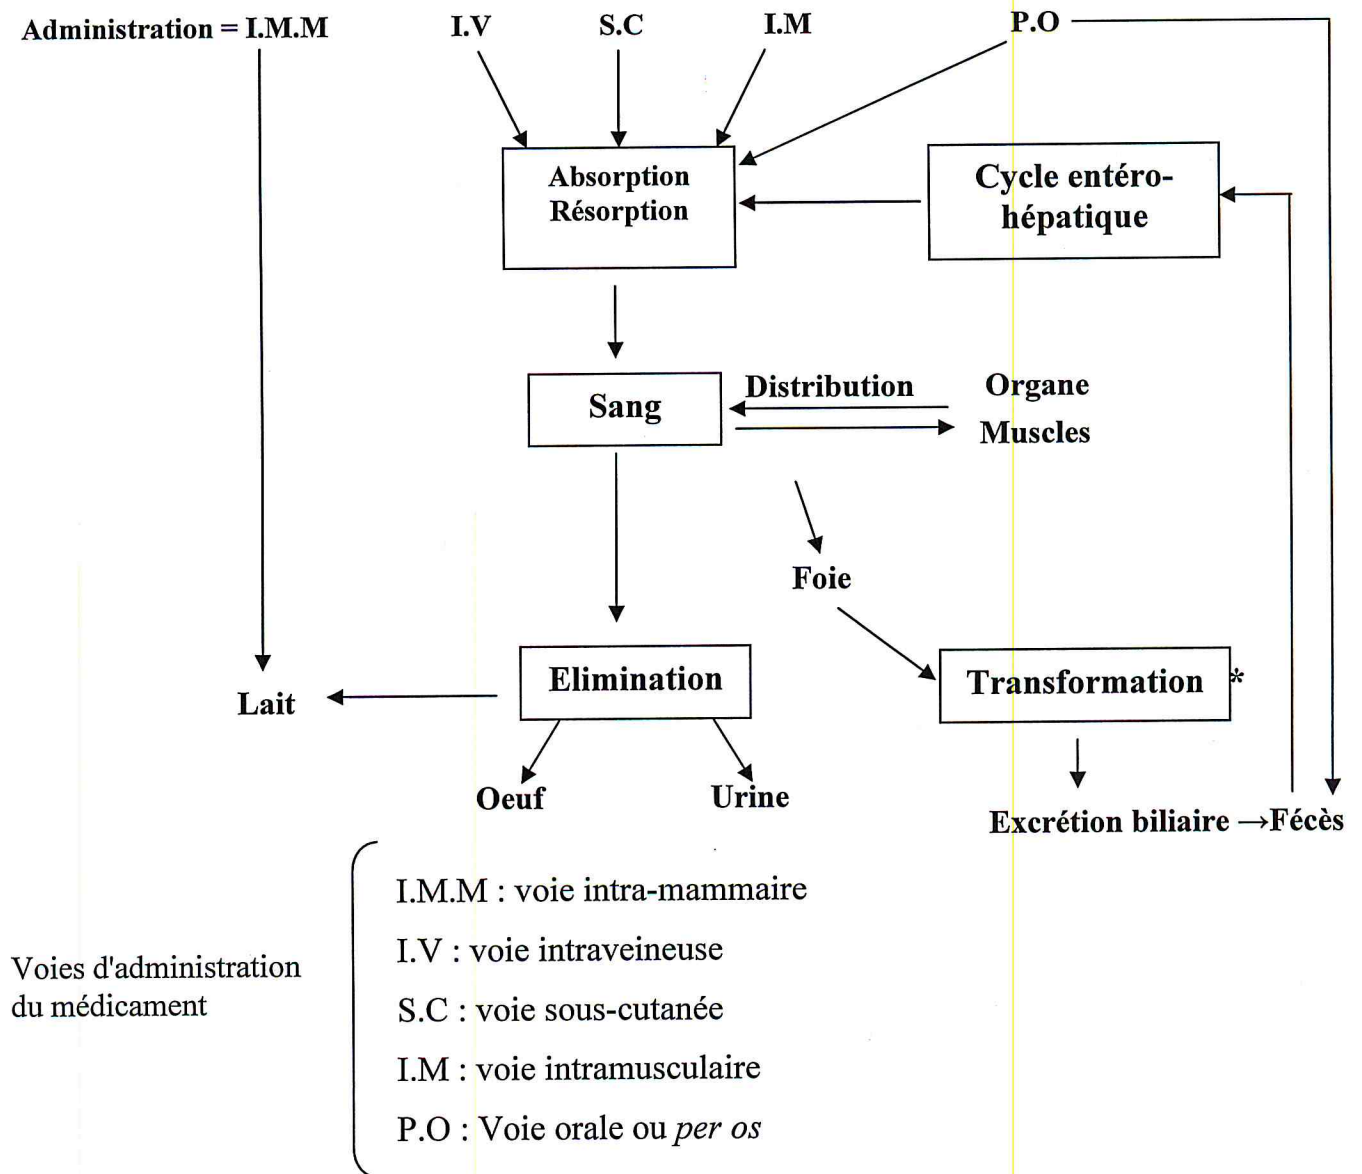 Administration = I.M.M I.V S.C I.M P.O
Absorption
Résorption
Cycle entéro-
hépatique
Sang
Distribution
Organe
Muscles
Foie
Elimination
Transformation *
Lait
Oeuf
Urine
Excrétion biliaire →Fécès
I.M.M : voie intra-mammaire
I.V : voie intraveineuse
Voies d'administration
du médicament
S.C : voie sous-cutanée
I.M : voie intramusculaire
P.O : Voie orale ou per os